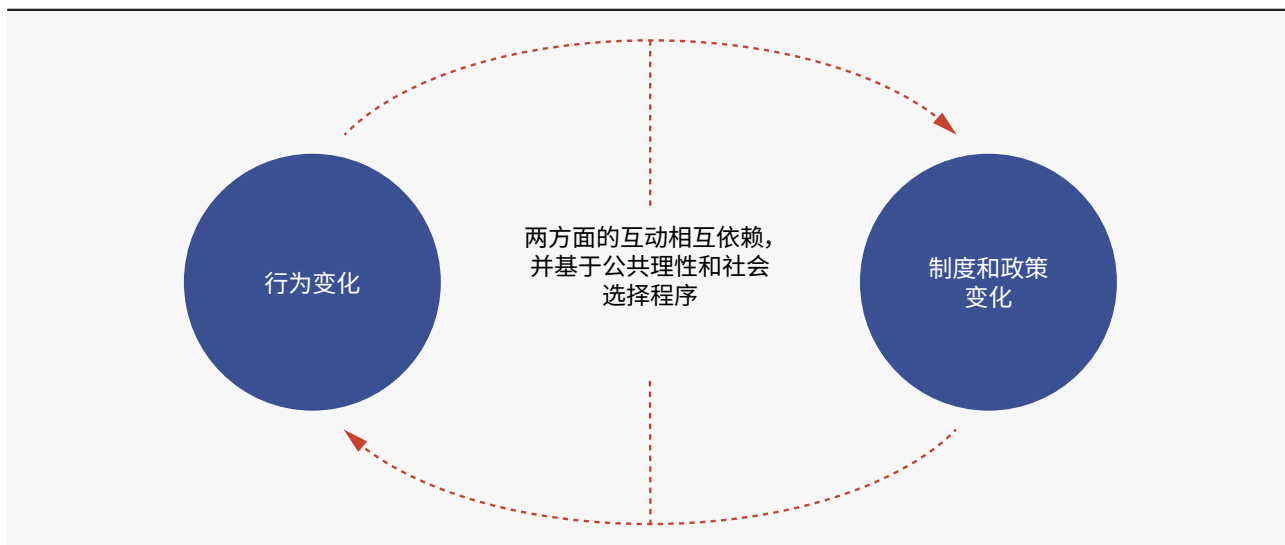 行为变化
两方面的互动相互依赖，
并基于公共理性和社会
选择程序
制度和政策
变化